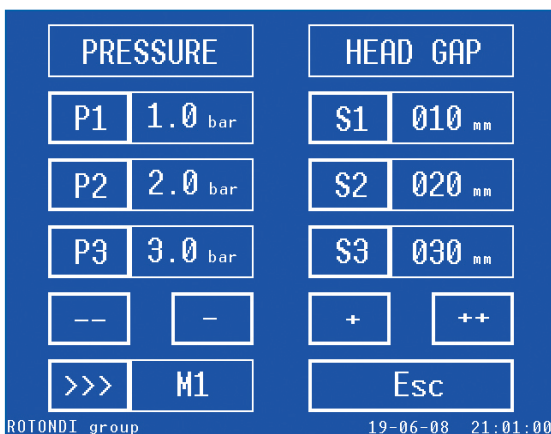 PRESSURE HEAD GAP
P1 1.0 bar S1 010 mm
P2 2.0 bar S2 020 mm
P3 3.0 bar S3 030 mm
-- - + ++
>>> M1 Esc
ROTONDI group 19-06-08 21:01:00